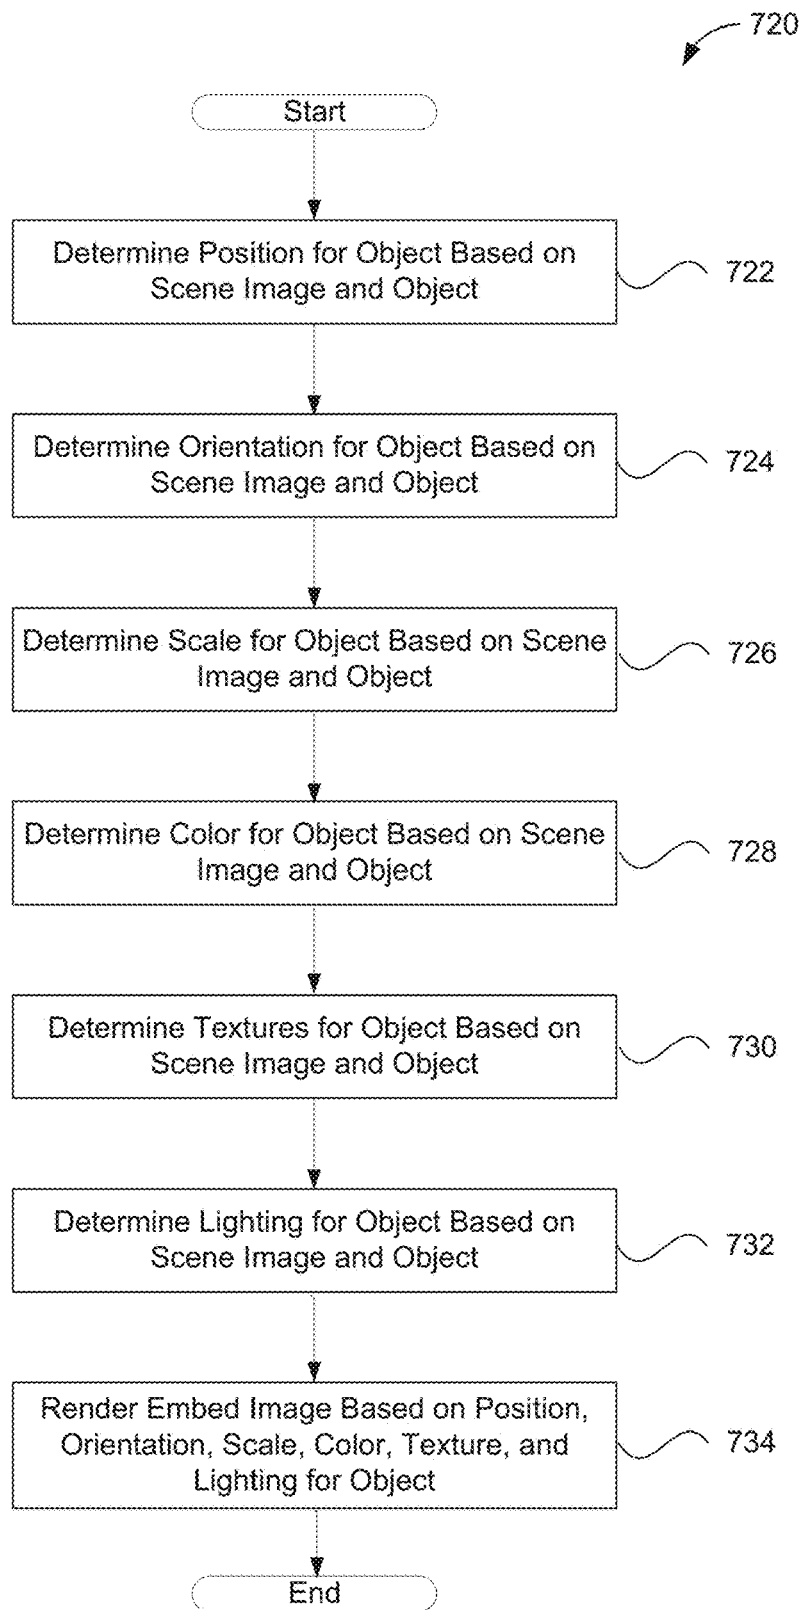 720
Start
Determine Position for Object Based on
Scene Image and Object
722
Determine Orientation for Object Based on
Scene Image and Object
724
Determine Scale for Object Based on Scene
Image and Object
726
Determine Color for Object Based on Scene
Image and Object
728
Determine Textures for Object Based on
Scene Image and Object
730
Determine Lighting for Object Based on
Scene Image and Object
732
Render Embed Image Based on Position,
Orientation, Scale, Color, Texture, and
Lighting for Object
734
End